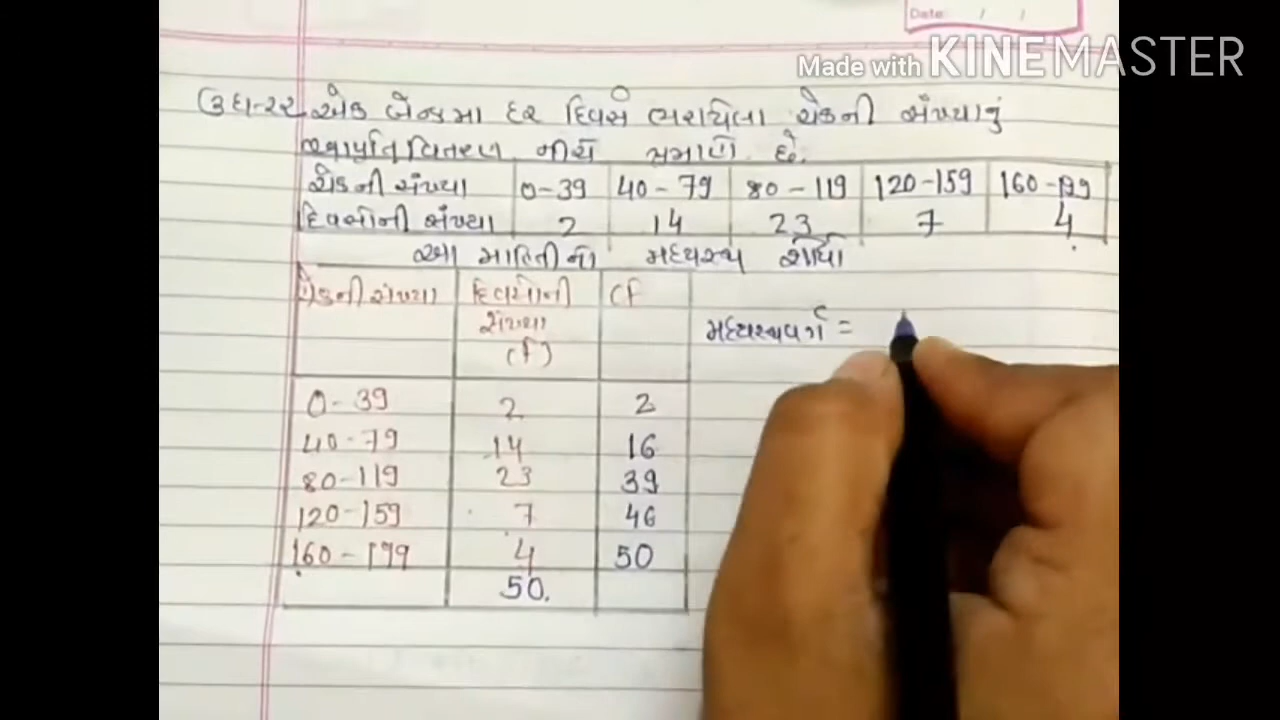 Date: / /
Made with KINEMASTER
ઉદા-૨૨ એક બેન્કમા દર દિવસે ભરાયેલા ચેકની સંખ્યાનું
આવૃત્તિ વિતરણ નીચે પ્રમાણે છે.
ચેકની સંખ્યા 0-39 40-79 80-119 120-159 160-199
દિવસોની સંખ્યા 2 14 23 7 4
આ માહિતીનો મધ્યસ્થ શોધો
ચેકની સંખ્યા દિવસોની cf
સંખ્યા
(f)
મધ્યસ્થવર્ગ =
0-39 2 2
40-79 14 16
80-119 23 39
120-159 7 46
160-199 4 50
50.